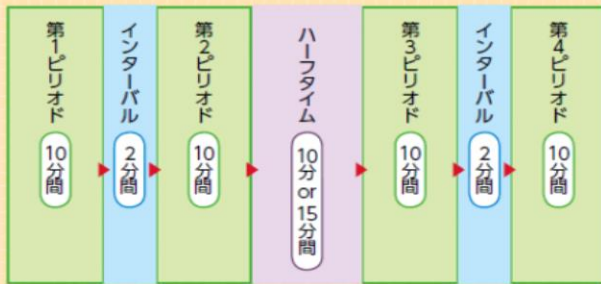 第1ピリオド
10分間
インターバル
2分間
第2ピリオド
10分間
ハーフタイム
10分 or 15分間
第3ピリオド
10分間
インターバル
2分間
第4ピリオド
10分間